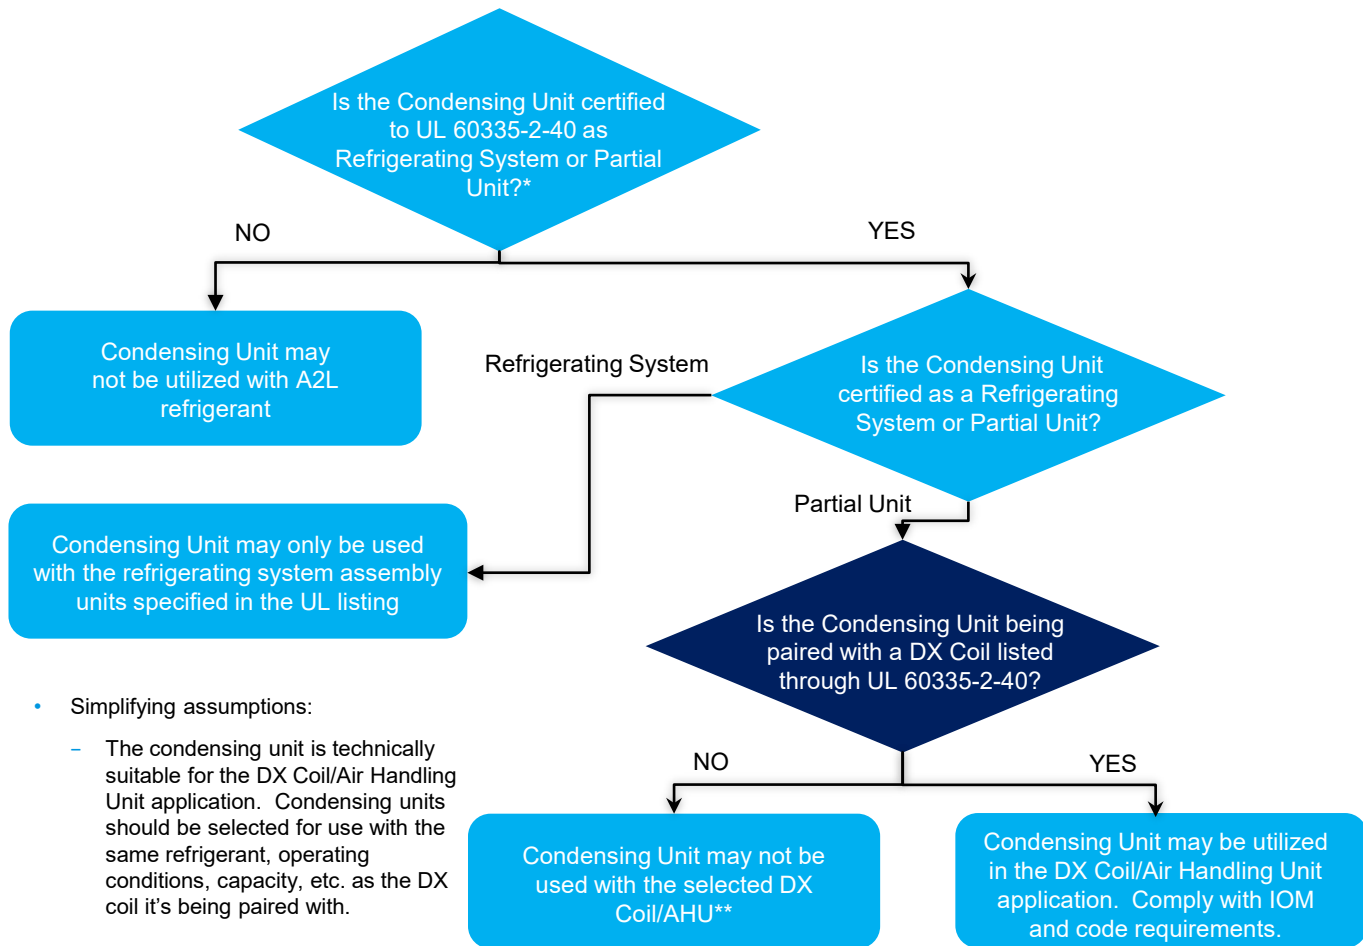 Is the Condensing Unit certified
to UL 60335-2-40 as
Refrigerating System or Partial
Unit?*
NO
YES
Condensing Unit may
not be utilized with A2L
refrigerant
Refrigerating System
Is the Condensing Unit
certified as a Refrigerating
System or Partial Unit?
Partial Unit
Condensing Unit may only be used
with the refrigerating system assembly
units specified in the UL listing
Is the Condensing Unit being
paired with a DX Coil listed
through UL 60335-2-40?
• Simplifying assumptions:
– The condensing unit is technically
suitable for the DX Coil/Air Handling
Unit application.  Condensing units
should be selected for use with the
same refrigerant, operating
conditions, capacity, etc. as the DX
coil it's being paired with.
NO
YES
Condensing Unit may not be
used with the selected DX
Coil/AHU**
Condensing Unit may be utilized
in the DX Coil/Air Handling Unit
application.  Comply with IOM
and code requirements.